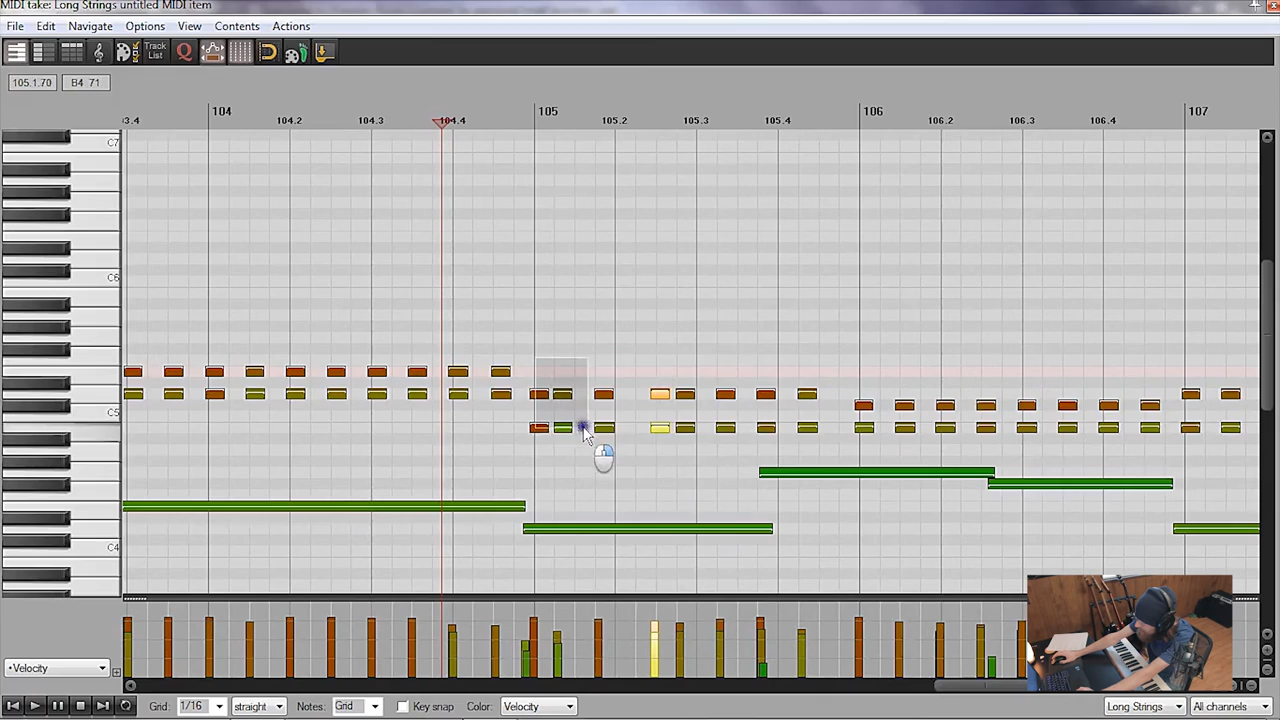 MIDI take: Long Strings untitled MIDI item
File Edit Navigate Options View Contents Actions
Track List Q
105.1.70 B4 71
104 105 106 107
3.4 104.2 104.3 104.4 105.2 105.3 105.4 106.2 106.3 106.4
C7
C6
C5
C4
•Velocity
Grid: 1/16 straight Notes: Grid Key snap Color: Velocity Long Strings All channels